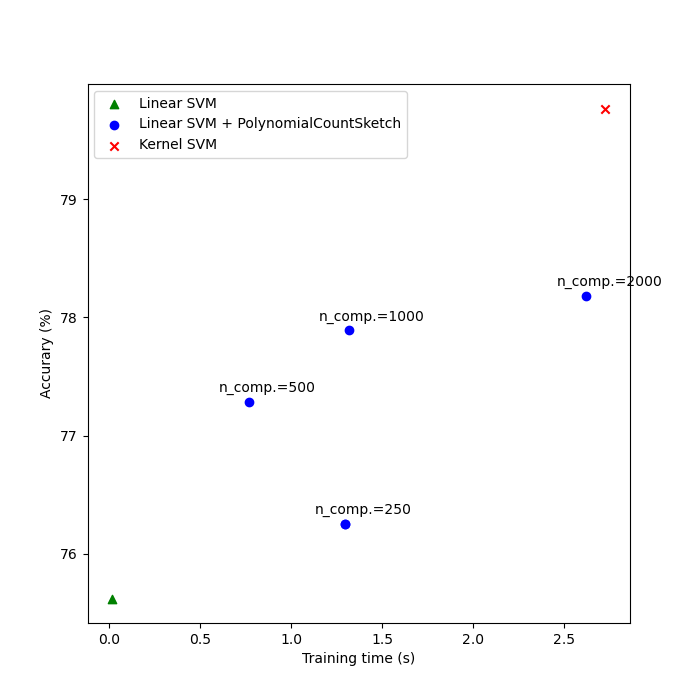 Linear SVM
Linear SVM + PolynomialCountSketch
Kernel SVM
79
n_comp.=2000
78
n_comp.=1000
n_comp.=500
77
n_comp.=250
76
Accurary (%)
0.0
0.5
1.0
1.5
2.0
2.5
Training time (s)